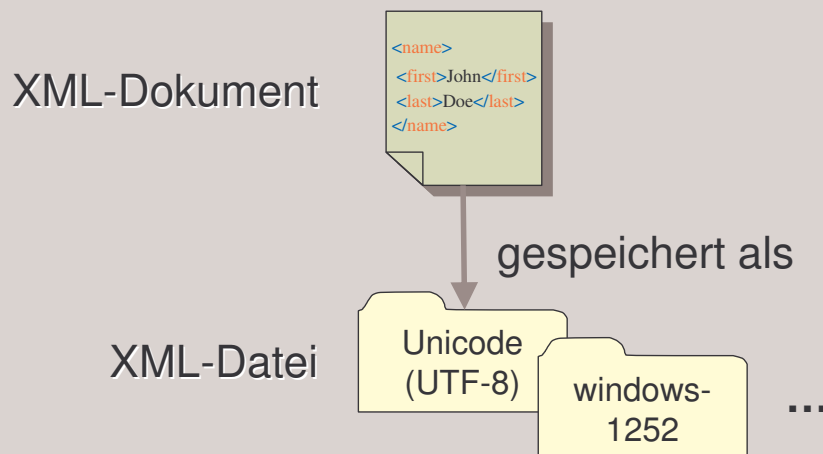 XML-Dokument
<name>
<first>John</first>
<last>Doe</last>
</name>
gespeichert als
XML-Datei
Unicode
(UTF-8)
windows-
1252
...